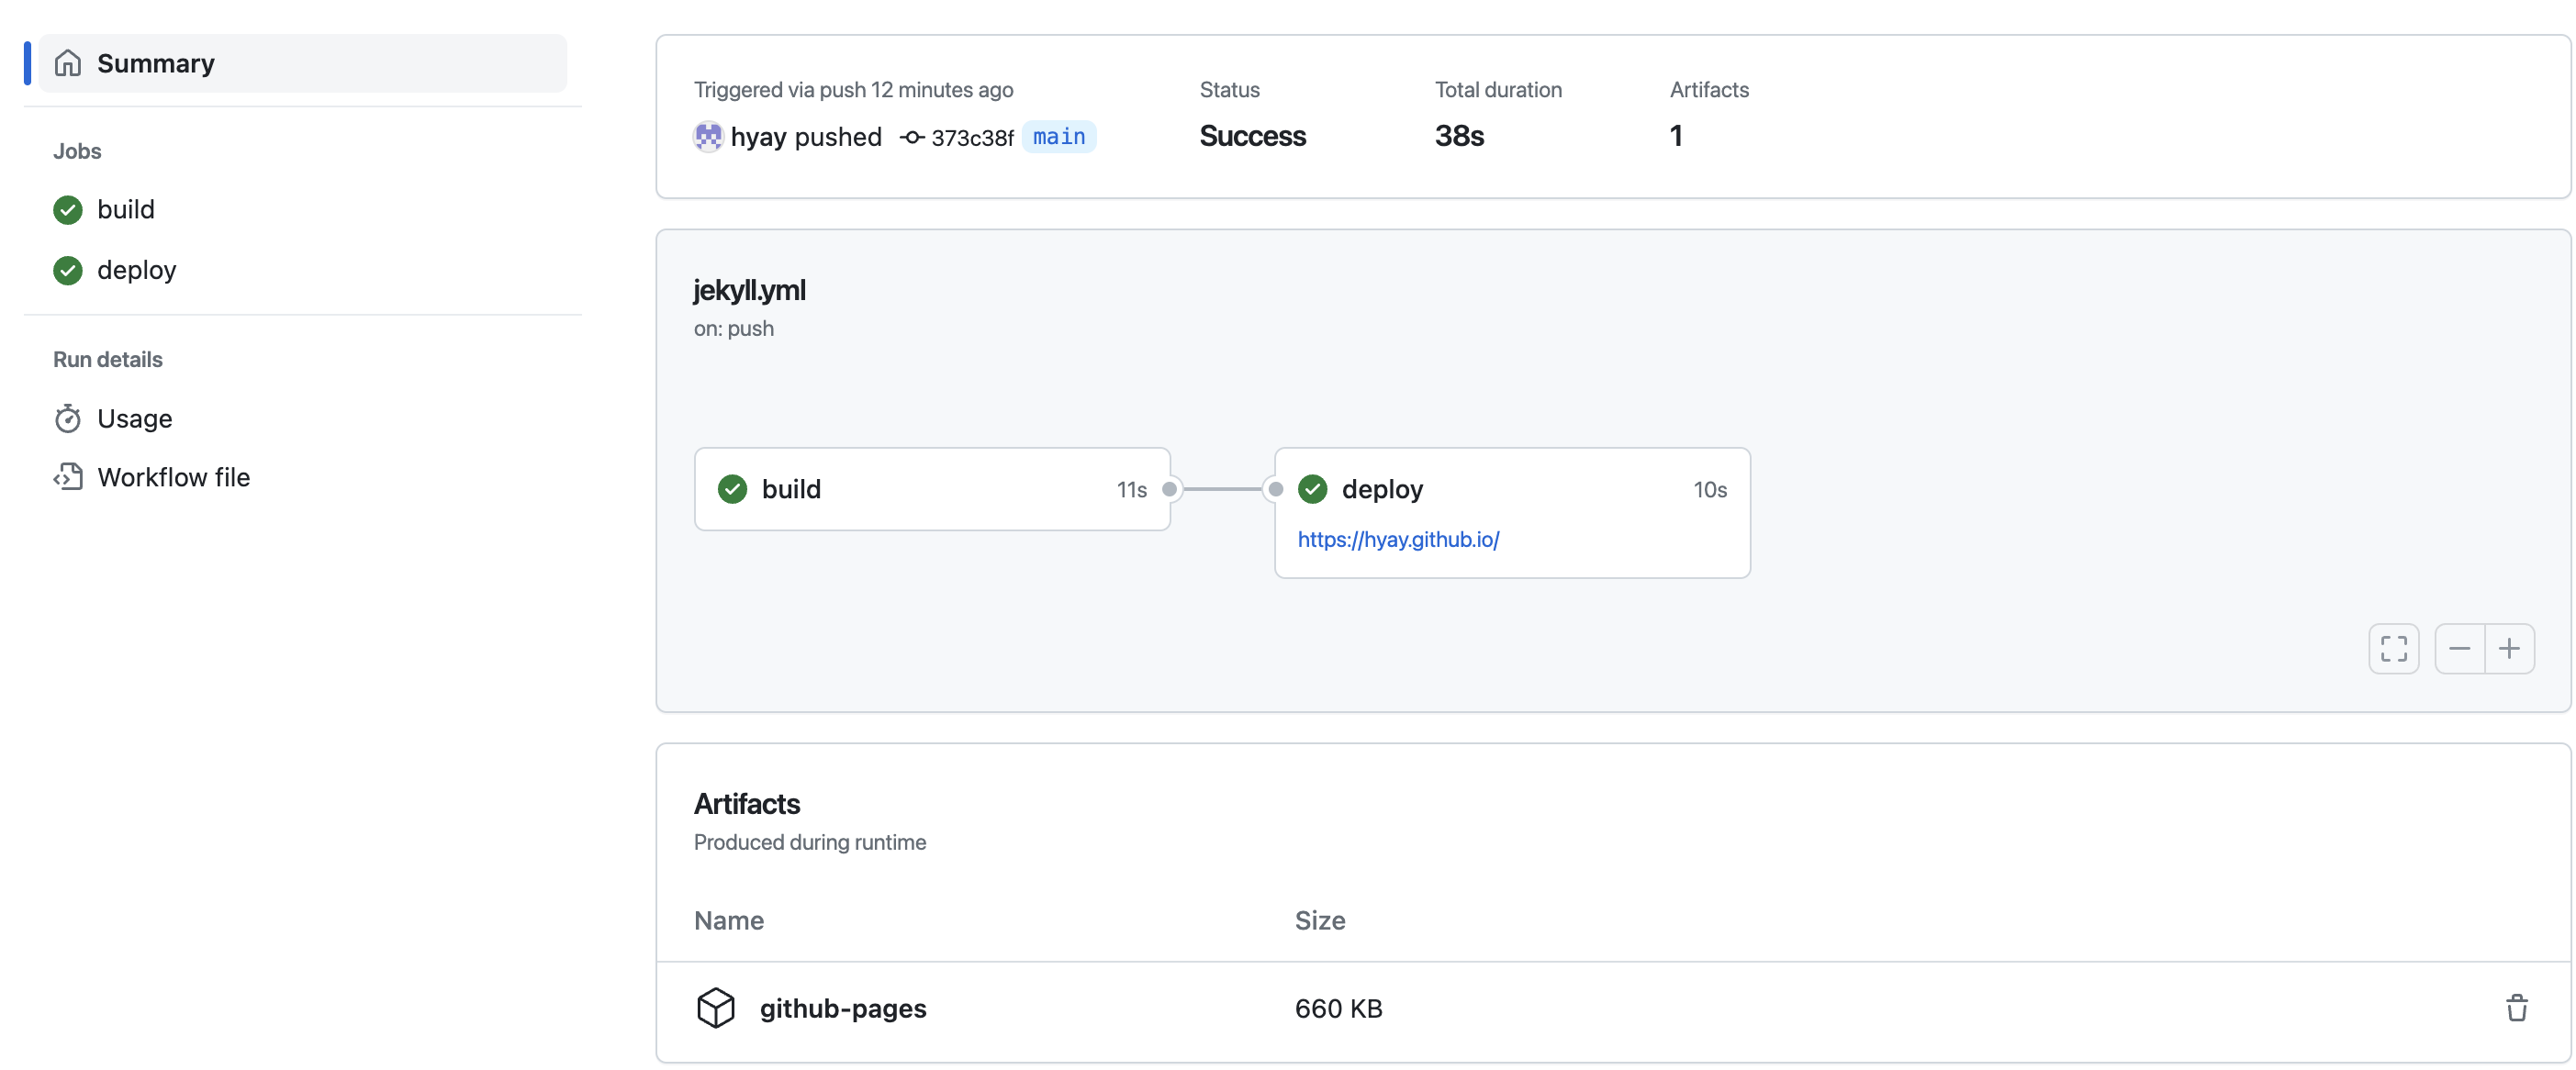 Summary
Jobs
build
deploy
Run details
Usage
Workflow file
Triggered via push 12 minutes ago
hyay pushed 373c38f main
Status
Success
Total duration
38s
Artifacts
1
jekyll.yml
on: push
build 11s
deploy 10s
https://hyay.github.io/
Artifacts
Produced during runtime
Name Size
github-pages 660 KB